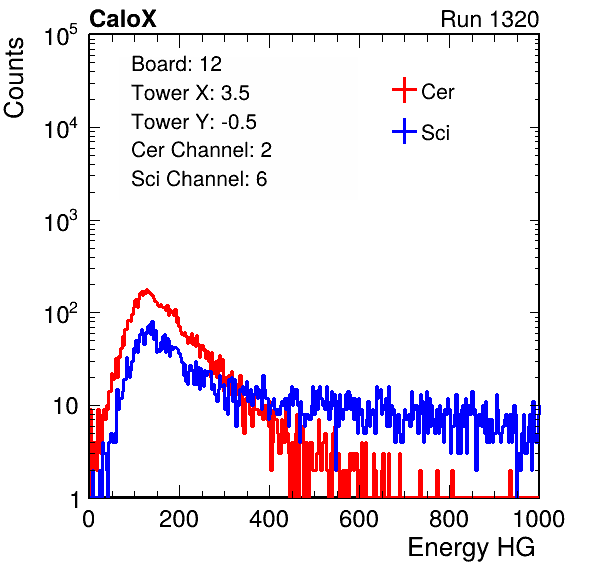 CaloX Run 1320
Counts
10^5
10^4
10^3
10^2
10
1
Board: 12
Tower X: 3.5
Tower Y: -0.5
Cer Channel: 2
Sci Channel: 6
Cer
Sci
0 200 400 600 800 1000
Energy HG